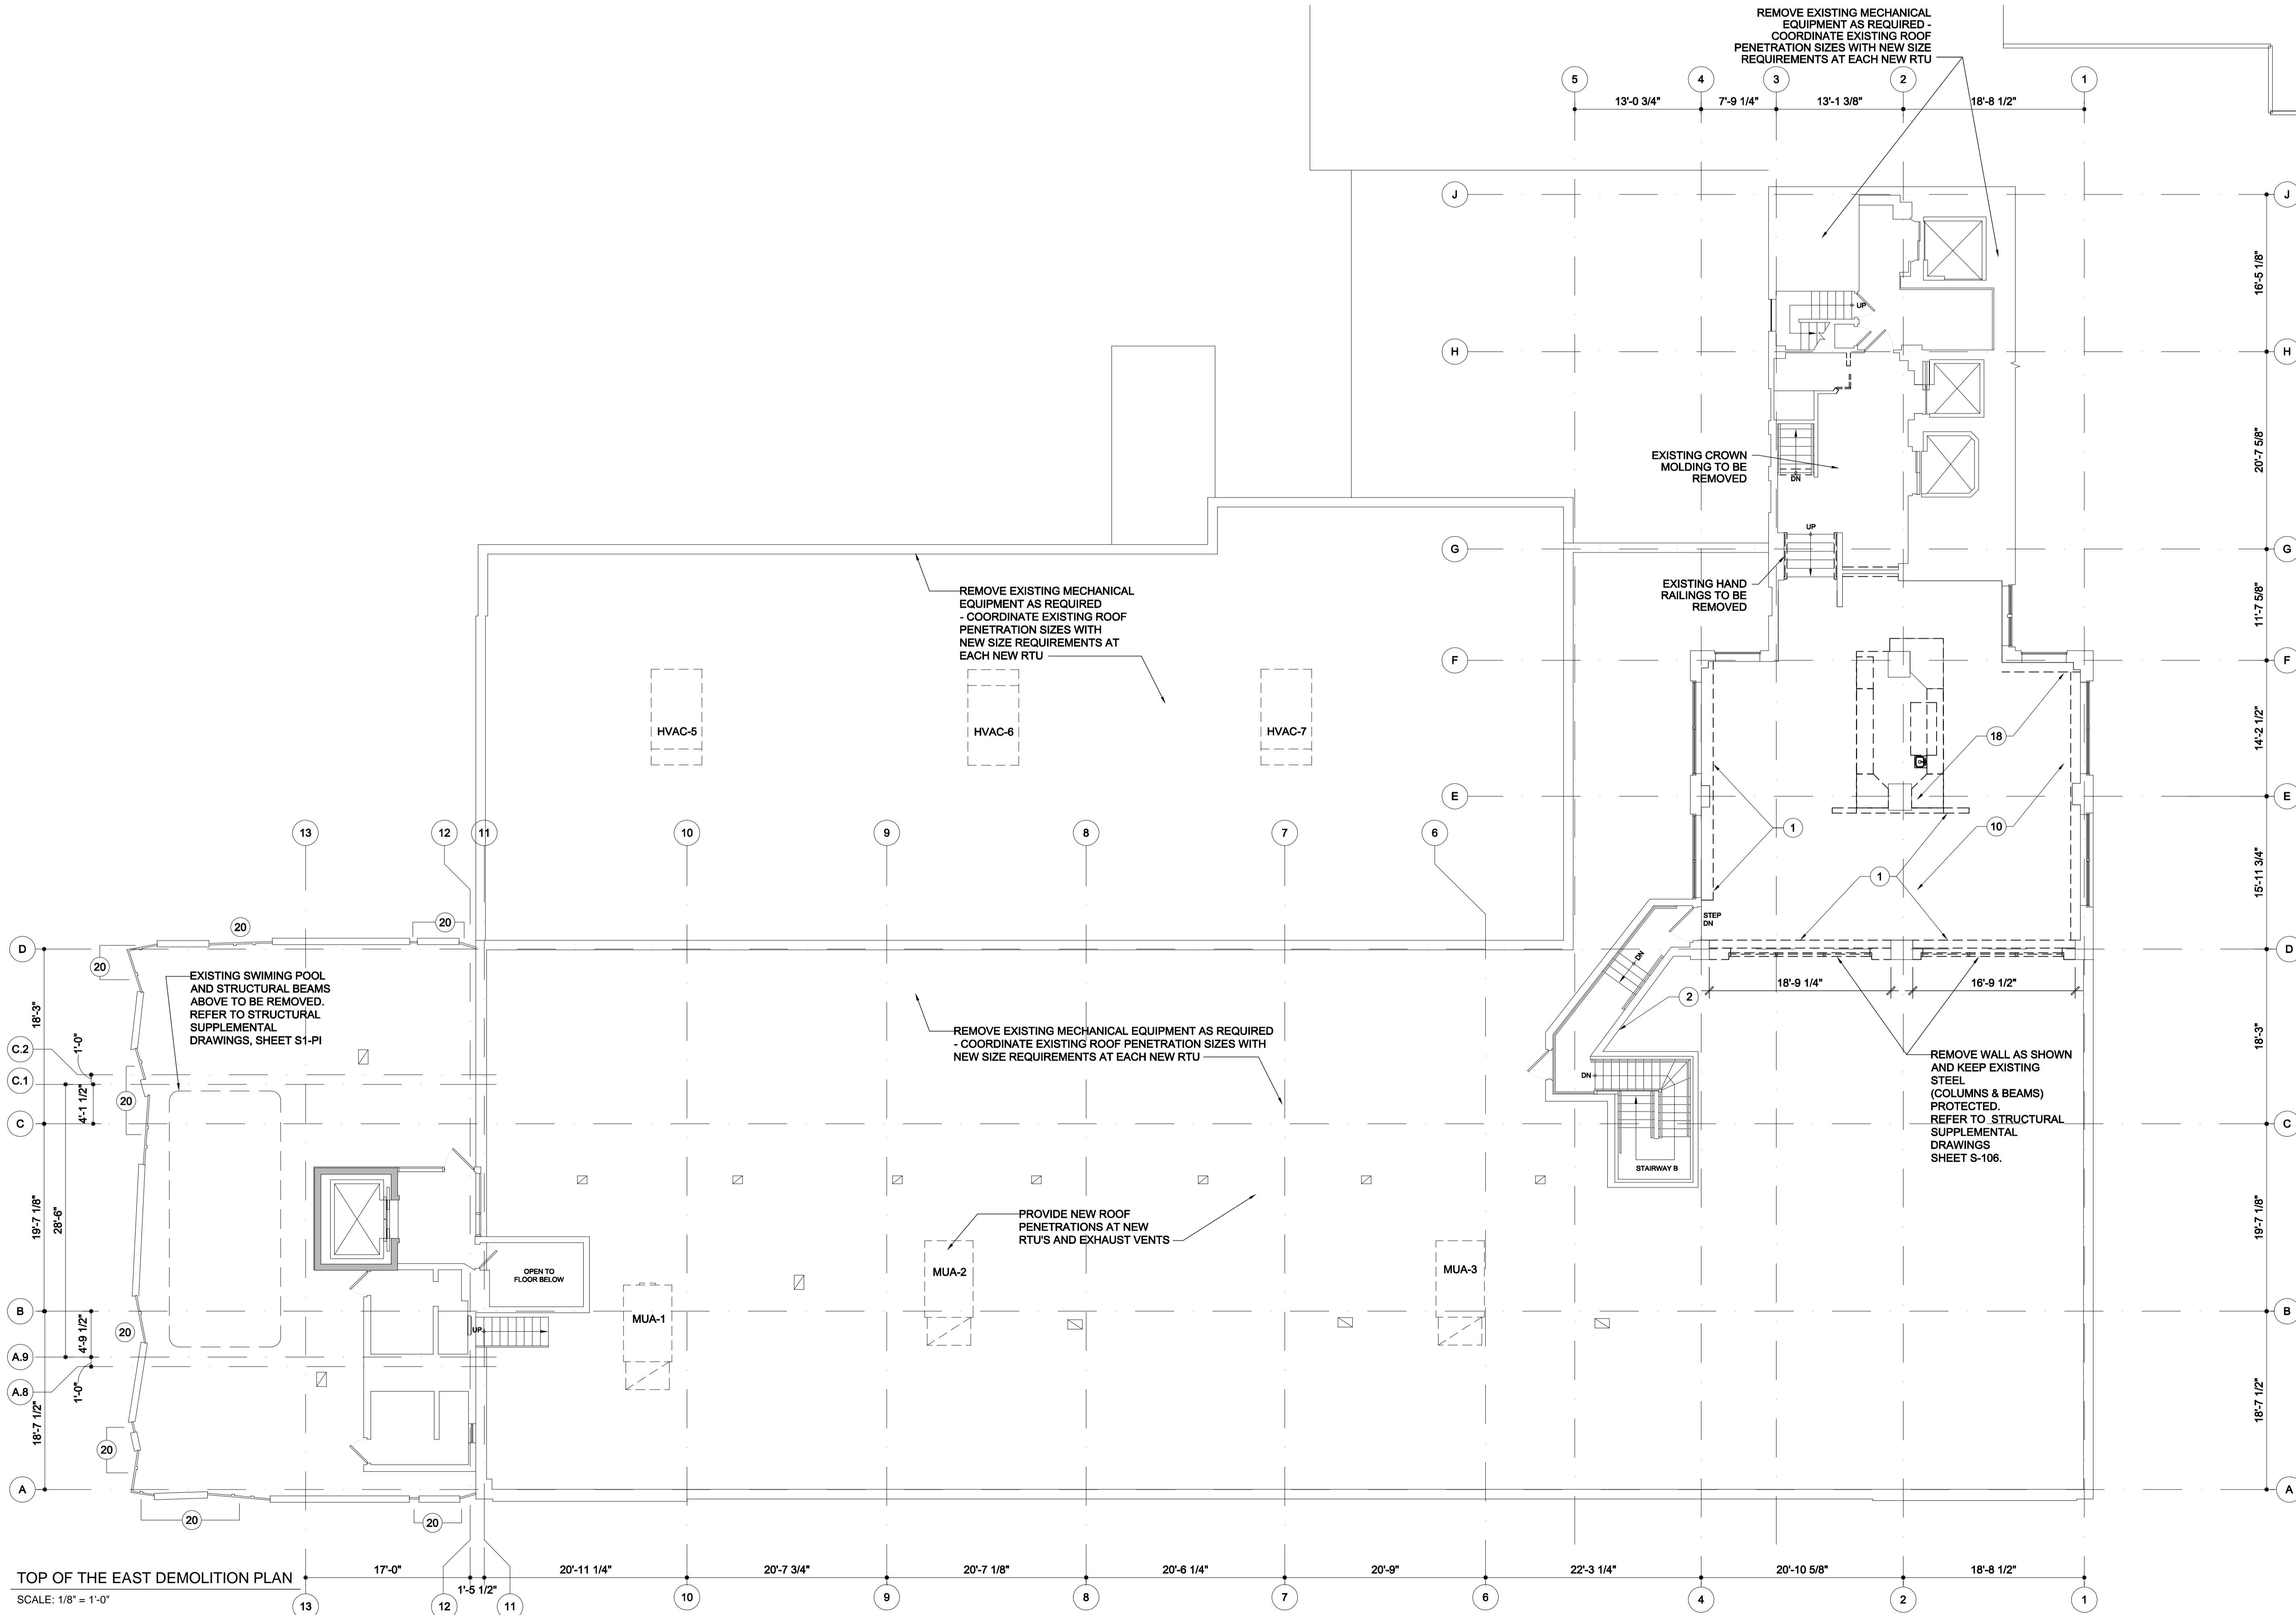 REMOVE EXISTING MECHANICAL
EQUIPMENT AS REQUIRED -
COORDINATE EXISTING ROOF
PENETRATION SIZES WITH NEW SIZE
REQUIREMENTS AT EACH NEW RTU
5
4
3
2
1
13'-0 3/4"
7'-9 1/4"
13'-1 3/8"
18'-8 1/2"
J
J
16'-5 1/8"
UP
H
H
20'-7 5/8"
EXISTING CROWN
MOLDING TO BE
REMOVED
DN
UP
G
G
EXISTING HAND
RAILINGS TO BE
REMOVED
11'-7 5/8"
REMOVE EXISTING MECHANICAL
EQUIPMENT AS REQUIRED
- COORDINATE EXISTING ROOF
PENETRATION SIZES WITH
NEW SIZE REQUIREMENTS AT
EACH NEW RTU
F
F
HVAC-5
HVAC-6
HVAC-7
18
14'-2 1/2"
E
E
13
12
11
10
9
8
7
6
1
10
1
15'-11 3/4"
20
20
20
STEP
DN
D
D
EXISTING SWIMING POOL
AND STRUCTURAL BEAMS
ABOVE TO BE REMOVED.
REFER TO STRUCTURAL
SUPPLEMENTAL
DRAWINGS, SHEET S1-PI
DN
18'-9 1/4"
16'-9 1/2"
2
18'-3"
18'-3"
REMOVE EXISTING MECHANICAL EQUIPMENT AS REQUIRED
- COORDINATE EXISTING ROOF PENETRATION SIZES WITH
NEW SIZE REQUIREMENTS AT EACH NEW RTU
C.2
1'-0"
C.1
4'-1 1/2"
20
C
C
DN
REMOVE WALL AS SHOWN
AND KEEP EXISTING
STEEL
(COLUMNS & BEAMS)
PROTECTED.
REFER TO STRUCTURAL
SUPPLEMENTAL
DRAWINGS
SHEET S-106.
STAIRWAY B
19'-7 1/8"
28'-6"
19'-7 1/8"
PROVIDE NEW ROOF
PENETRATIONS AT NEW
RTU'S AND EXHAUST VENTS
OPEN TO
FLOOR BELOW
MUA-1
MUA-2
MUA-3
B
B
UP
20
4'-9 1/2"
A.9
A.8
1'-0"
18'-7 1/2"
18'-7 1/2"
20
A
A
20
20
TOP OF THE EAST DEMOLITION PLAN
SCALE: 1/8" = 1'-0"
17'-0"
1'-5 1/2"
20'-11 1/4"
20'-7 3/4"
20'-7 1/8"
20'-6 1/4"
20'-9"
22'-3 1/4"
20'-10 5/8"
18'-8 1/2"
13
12
11
10
9
8
7
6
4
2
1